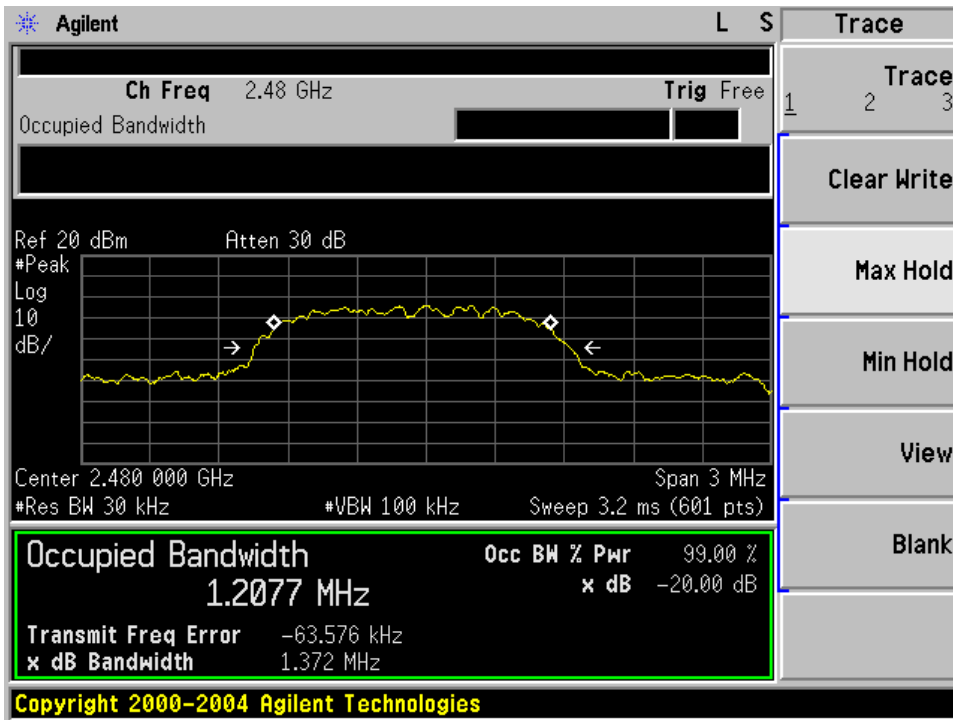 Agilent L S Trace
Ch Freq 2.48 GHz Trig Free
Occupied Bandwidth
Trace
1 2 3
Clear Write
Max Hold
Min Hold
View
Blank
Ref 20 dBm Atten 30 dB
#Peak
Log
10
dB/
Center 2.480 000 GHz Span 3 MHz
#Res BW 30 kHz #VBW 100 kHz Sweep 3.2 ms (601 pts)
Occupied Bandwidth Occ BW % Pwr 99.00 %
1.2077 MHz x dB -20.00 dB
Transmit Freq Error -63.576 kHz
x dB Bandwidth 1.372 MHz
Copyright 2000-2004 Agilent Technologies